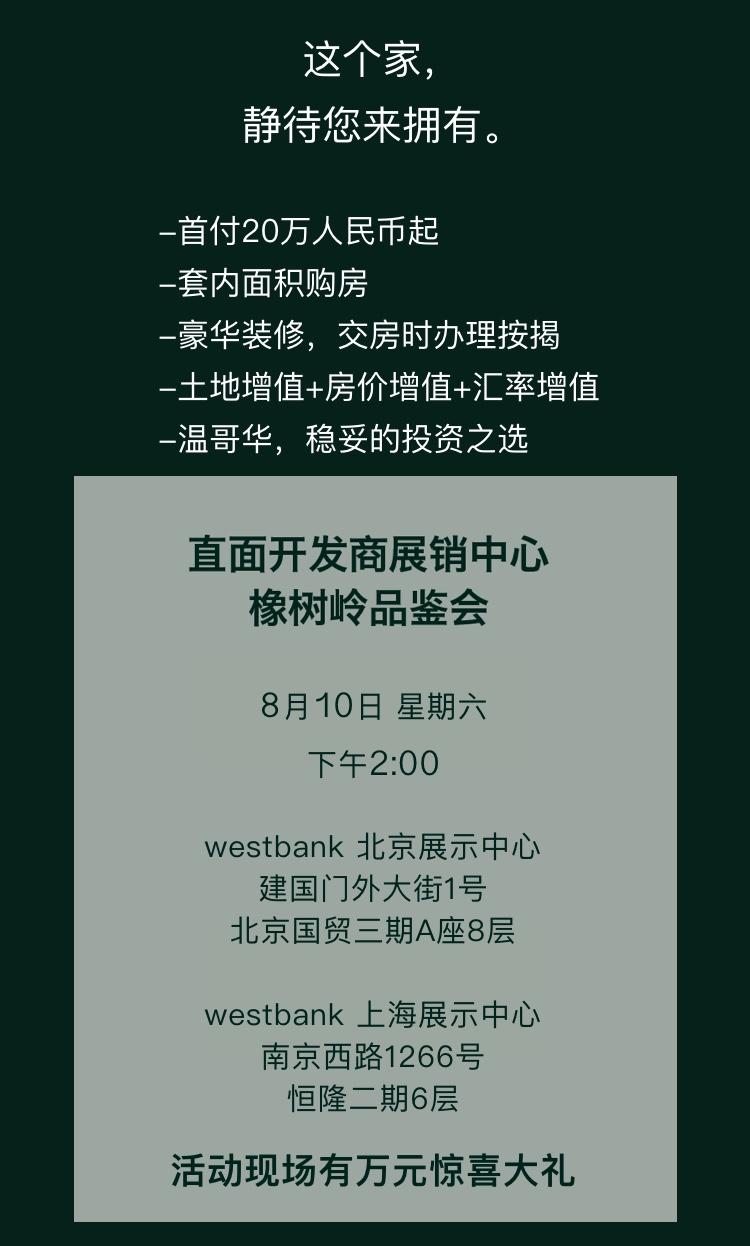 这个家，
静待您来拥有。
-首付20万人民币起
-套内面积购房
-豪华装修，交房时办理按揭
-土地增值+房价增值+汇率增值
-温哥华，稳妥的投资之选
直面开发商展销中心
橡树岭品鉴会
8月10日 星期六
下午2:00
westbank 北京展示中心
建国门外大街1号
北京国贸三期A座8层
westbank 上海展示中心
南京西路1266号
恒隆二期6层
活动现场有万元惊喜大礼